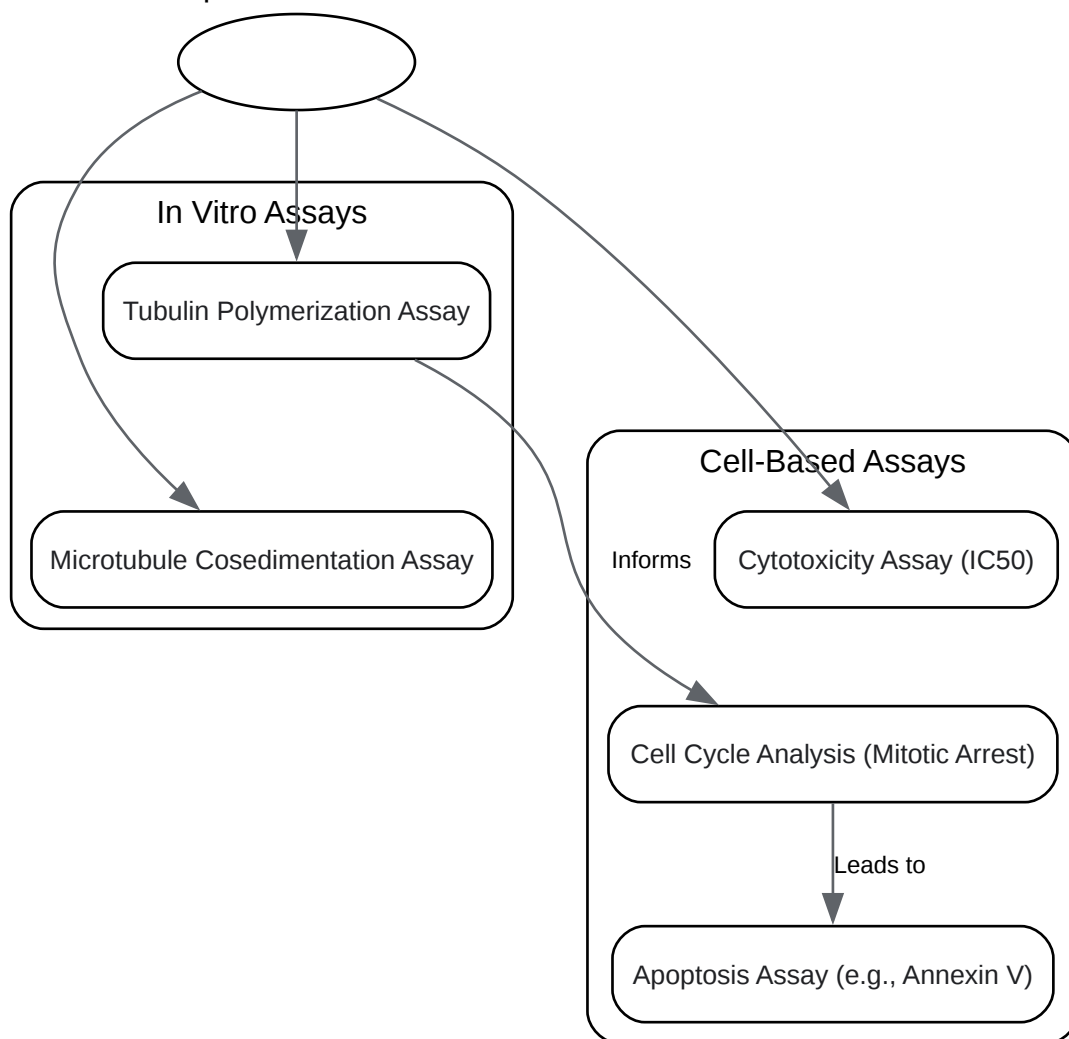 In Vitro Assays
Tubulin Polymerization Assay
Microtubule Cosedimentation Assay
Cell-Based Assays
Informs
Cytotoxicity Assay (IC50)
Cell Cycle Analysis (Mitotic Arrest)
Leads to
Apoptosis Assay (e.g., Annexin V)